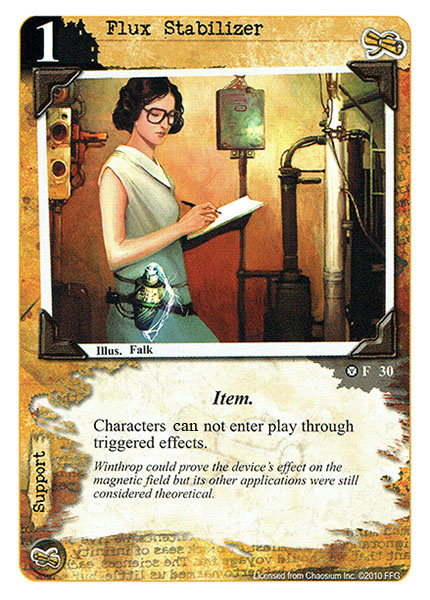 1
Flux Stabilizer
Illus. Falk
F 30
Item.
Characters can not enter play through
triggered effects.
Winthrop could prove the device's effect on the
magnetic field but its other applications were still
considered theoretical.
Support
Licensed from Chaosium Inc. ©2010 FFG